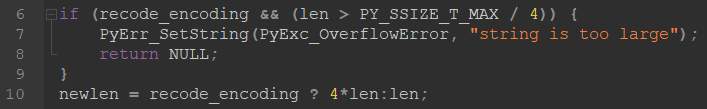 6 if (recode_encoding && (len > PY_SSIZE_T_MAX / 4)) {
7 PyErr_SetString(PyExc_OverflowError, "string is too large");
8 return NULL;
9 }
10 newlen = recode_encoding ? 4*len:len;